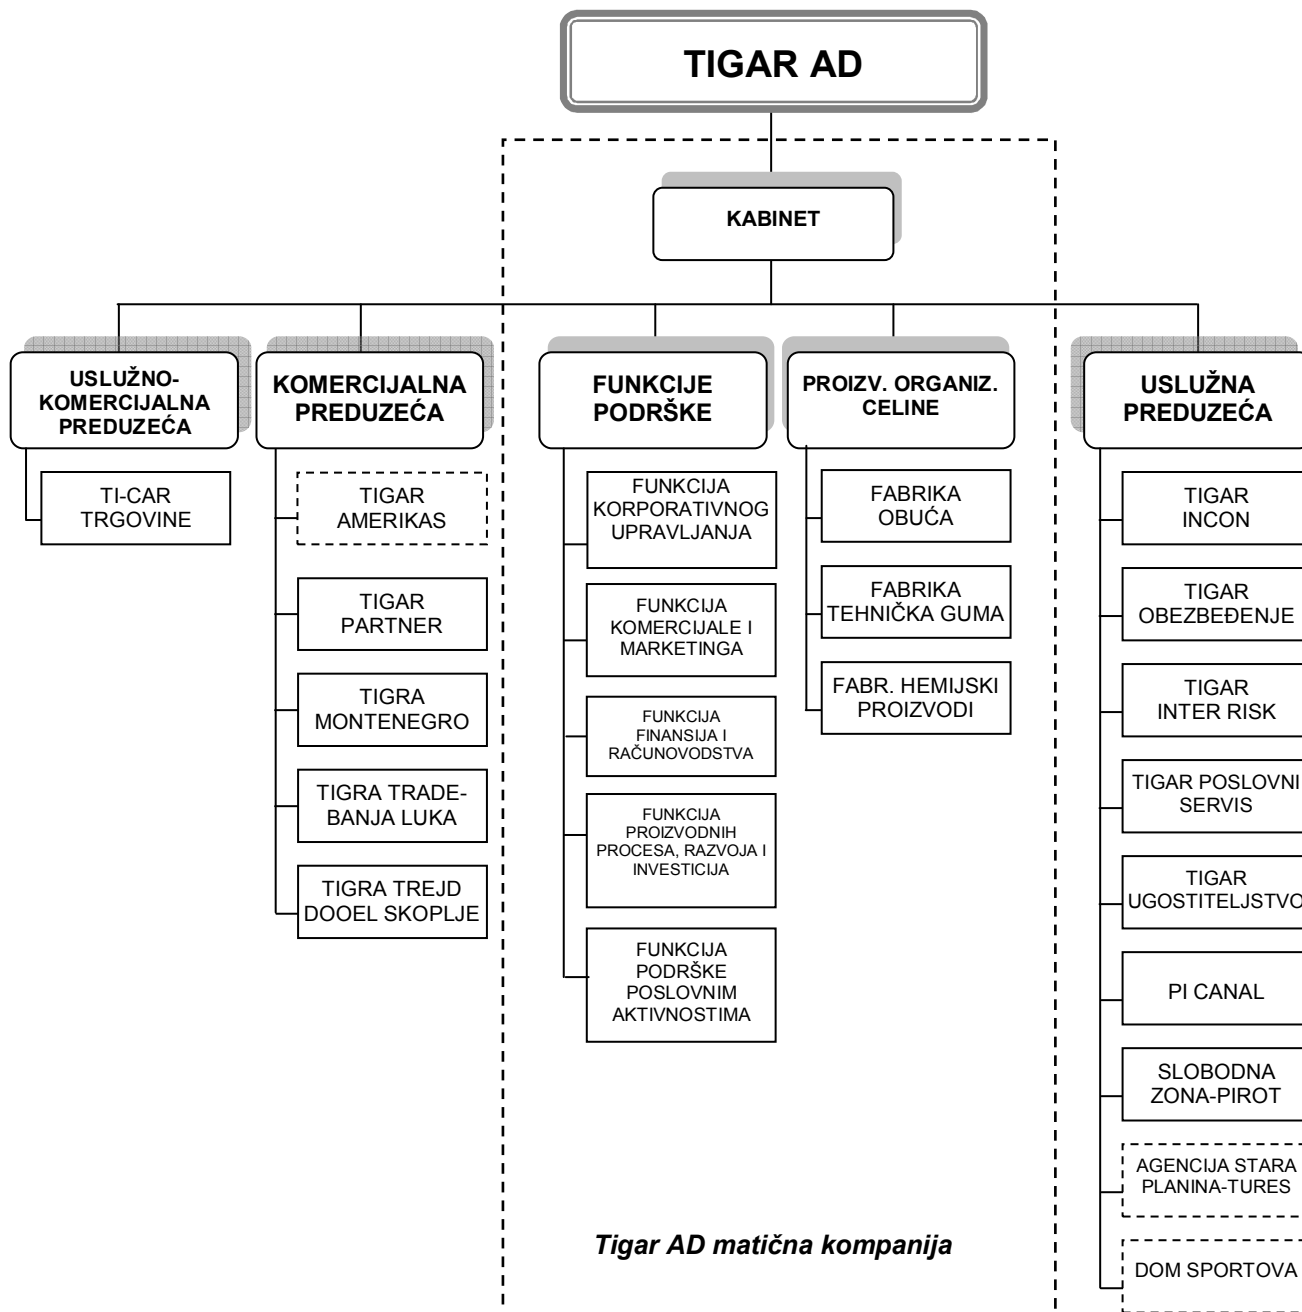 TIGAR AD
KABINET
USLUŽNO-
KOMERCIJALNA
PREDUZEĆA
TI-CAR
TRGOVINE
KOMERCIJALNA
PREDUZEĆA
TIGAR
AMERIKAS
TIGAR
PARTNER
TIGRA
MONTENEGRO
TIGRA TRADE-
BANJA LUKA
TIGRA TREJD
DOOEL SKOPLJE
FUNKCIJE
PODRŠKE
FUNKCIJA
KORPORATIVNOG
UPRAVLJANJA
FUNKCIJA
KOMERCIJALE I
MARKETINGA
FUNKCIJA
FINANSIJA I
RAČUNOVODSTVA
FUNKCIJA
PROIZVODNIH
PROCESA, RAZVOJA I
INVESTICIJA
FUNKCIJA
PODRŠKE
POSLOVNIM
AKTIVNOSTIMA
PROIZV. ORGANIZ.
CELINE
FABRIKA
OBUĆA
FABRIKA
TEHNIČKA GUMA
FABR. HEMIJSKI
PROIZVODI
USLUŽNA
PREDUZEĆA
TIGAR
INCON
TIGAR
OBEZBEĐENJE
TIGAR
INTER RISK
TIGAR POSLOVNI
SERVIS
TIGAR
UGOSTITELJSTVO
PI CANAL
SLOBODNA
ZONA-PIROT
AGENCIJA STARA
PLANINA-TURES
DOM SPORTOVA
Tigar AD matična kompanija